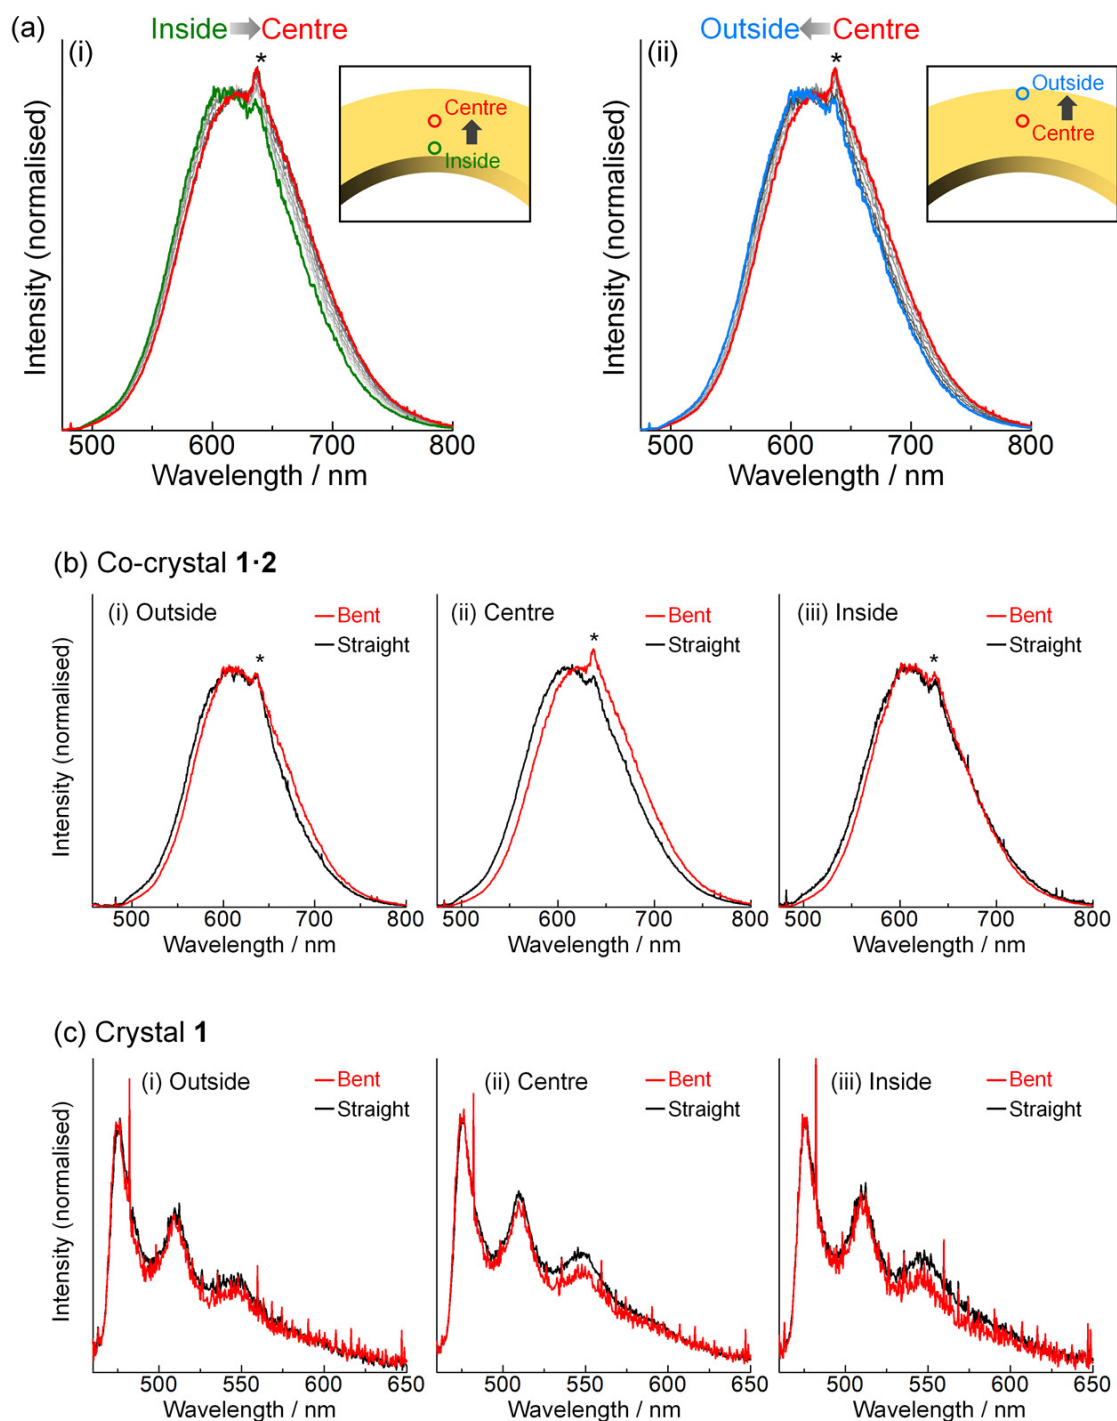 (a)
Inside Centre
(i)
*
Centre
Inside
Intensity (normalised)
500 600 700 800
Wavelength / nm
Outside Centre
(ii)
*
Outside
Centre
Intensity (normalised)
500 600 700 800
Wavelength / nm
(b) Co-crystal 1·2
(i) Outside
Bent
Straight
*
Intensity (normalised)
500 600 700 800
Wavelength / nm
(ii) Centre
Bent
Straight
*
500 600 700 800
Wavelength / nm
(iii) Inside
Bent
Straight
*
500 600 700 800
Wavelength / nm
(c) Crystal 1
(i) Outside
Bent
Straight
Intensity (normalised)
500 550 600 650
Wavelength / nm
(ii) Centre
Bent
Straight
500 550 600 650
Wavelength / nm
(iii) Inside
Bent
Straight
500 550 600 650
Wavelength / nm